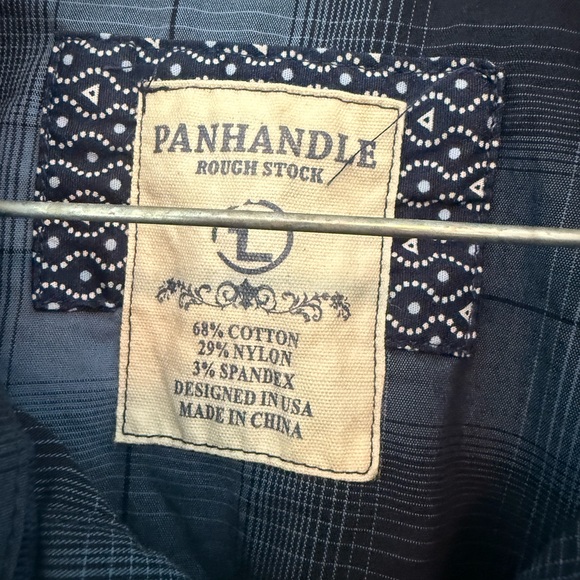 PANHANDLE
ROUGH STOCK
L
68% COTTON
29% NYLON
3% SPANDEX
DESIGNED IN USA
MADE IN CHINA